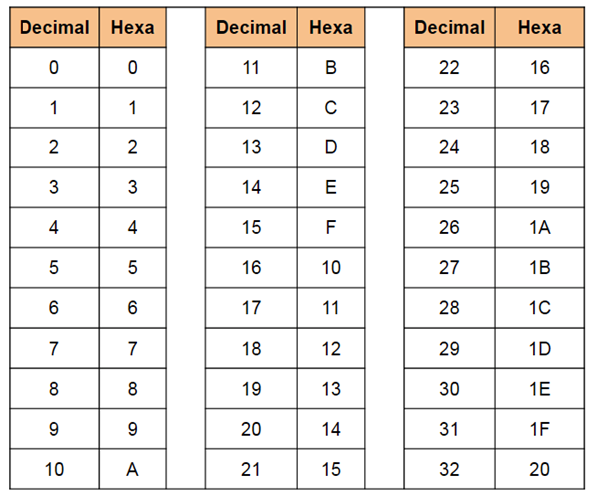 Decimal Hexa Decimal Hexa Decimal Hexa
0 0 11 B 22 16
1 1 12 C 23 17
2 2 13 D 24 18
3 3 14 E 25 19
4 4 15 F 26 1A
5 5 16 10 27 1B
6 6 17 11 28 1C
7 7 18 12 29 1D
8 8 19 13 30 1E
9 9 20 14 31 1F
10 A 21 15 32 20